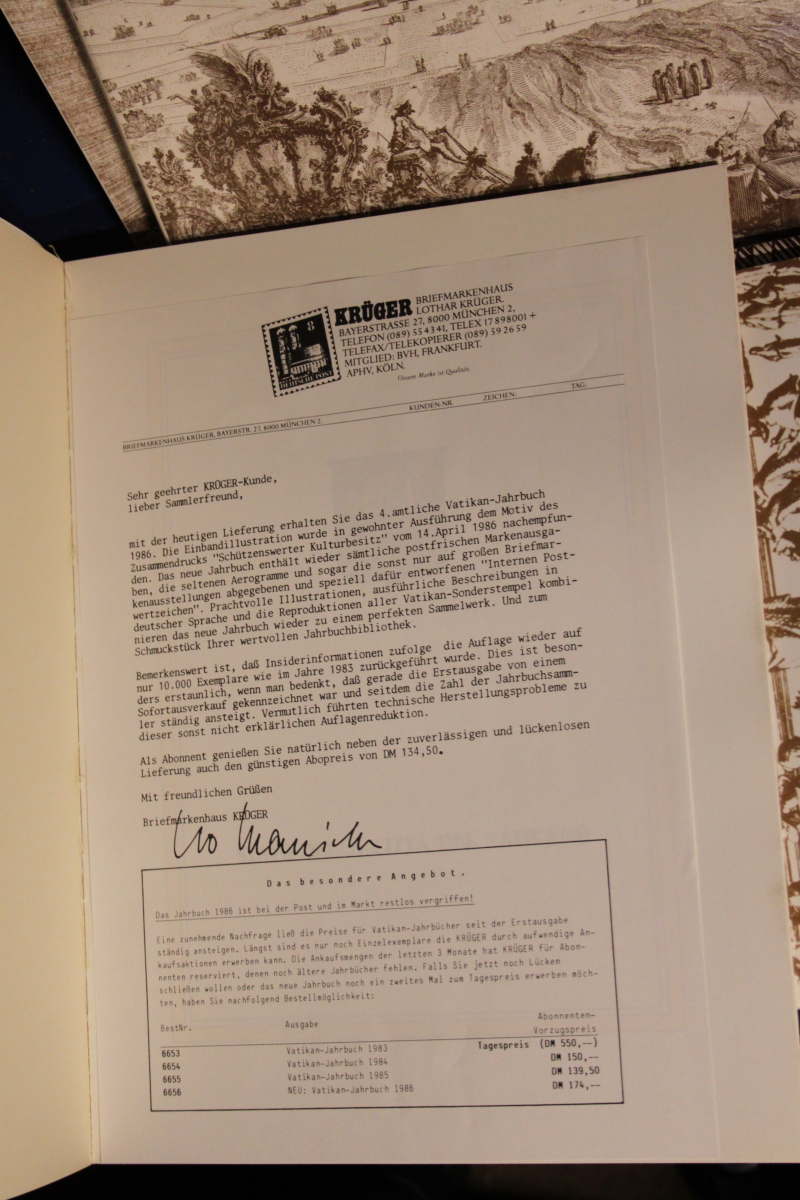 8
DEUTSCHE POST
KRÜGER BRIEFMARKENHAUS
LOTHAR KRÜGER.
BAYERSTRASSE 27, 8000 MÜNCHEN 2,
TELEFON (089) 55 43 41, TELEX 17 898001 +
TELEFAX/TELEKOPIERER (089) 59 26 59
MITGLIED: BVH, FRANKFURT.
APHV, KÖLN.
Unsere Marke ist Qualität.
BRIEFMARKENHAUS KRÜGER, BAYERSTR. 27, 8000 MÜNCHEN 2. KUNDEN-NR. ZEICHEN: TAG:
Sehr geehrter KRÜGER-Kunde,
lieber Sammlerfreund,
mit der heutigen Lieferung erhalten Sie das 4.amtliche Vatikan-Jahrbuch
1986. Die Einbandillustration wurde in gewohnter Ausführung dem Motiv des
Zusammendrucks "Schützenswerter Kulturbesitz" vom 14.April 1986 nachempfun-
den. Das neue Jahrbuch enthält wieder sämtliche postfrischen Markenausga-
ben, die seltenen Aerogramme und sogar die sonst nur auf großen Briefmar-
kenausstellungen abgegebenen und speziell dafür entworfenen "Internen Post-
wertzeichen". Prachtvolle Illustrationen, ausführliche Beschreibungen in
deutscher Sprache und die Reproduktionen aller Vatikan-Sonderstempel kombi-
nieren das neue Jahrbuch wieder zu einem perfekten Sammelwerk. Und zum
Schmuckstück Ihrer wertvollen Jahrbuchbibliothek.
Bemerkenswert ist, daß Insiderinformationen zufolge die Auflage wieder auf
nur 10.000 Exemplare wie im Jahre 1983 zurückgeführt wurde. Dies ist beson-
ders erstaunlich, wenn man bedenkt, daß gerade die Erstausgabe von einem
Sofortausverkauf gekennzeichnet war und seitdem die Zahl der Jahrbuchsamm-
ler ständig ansteigt. Vermutlich führten technische Herstellungsprobleme zu
dieser sonst nicht erklärlichen Auflagenreduktion.
Als Abonnent genießen Sie natürlich neben der zuverlässigen und lückenlosen
Lieferung auch den günstigen Abopreis von DM 134,50.
Mit freundlichen Grüßen
Briefmarkenhaus KRÜGER
Das besondere Angebot.
Das Jahrbuch 1986 ist bei der Post und im Markt restlos vergriffen!
Eine zunehmende Nachfrage ließ die Preise für Vatikan-Jahrbücher seit der Erstausgabe
ständig ansteigen. Längst sind es nur noch Einzelexemplare die KRÜGER durch aufwendige An-
kaufsaktionen erwerben kann. Die Ankaufsmengen der letzten 3 Monate hat KRÜGER für Abon-
nenten reserviert, denen noch ältere Jahrbücher fehlen. Falls Sie jetzt noch Lücken
schließen wollen oder das neue Jahrbuch noch ein zweites Mal zum Tagespreis erwerben möch-
ten, haben Sie nachfolgend Bestellmöglichkeit:
BestNr. Ausgabe Abonnenten-
Vorzugspreis
6653 Vatikan-Jahrbuch 1983 Tagespreis (DM 550,--)
6654 Vatikan-Jahrbuch 1984 DM 150,--
6655 Vatikan-Jahrbuch 1985 DM 139,50
6656 NEU: Vatikan-Jahrbuch 1986 DM 174,--